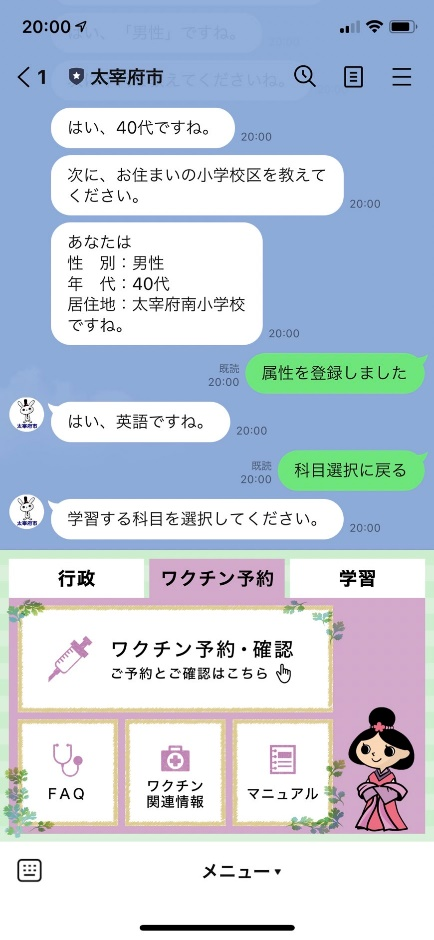 20:00
はい、「男性」ですね。
1 太宰府市
はい、40代ですね。
20:00
次に、お住まいの小学校区を教えて
ください。
20:00
あなたは
性　別：男性
年　代：40代
居住地：太宰府南小学校
ですね。
20:00
既読
20:00
属性を登録しました
太宰府市
はい、英語ですね。
20:00
既読
20:00
科目選択に戻る
太宰府市
学習する科目を選択してください。
20:00
行政
ワクチン予約
学習
ワクチン予約・確認
ご予約とご確認はこちら
FAQ
ワクチン
関連情報
マニュアル
メニュー▾